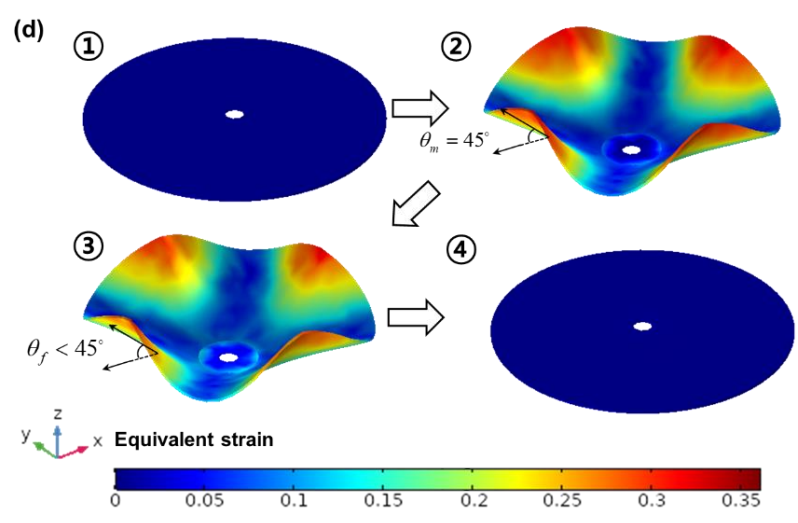 (d)
① ②
θm = 45°
③ ④
θf < 45°
z
y x Equivalent strain
0 0.05 0.1 0.15 0.2 0.25 0.3 0.35